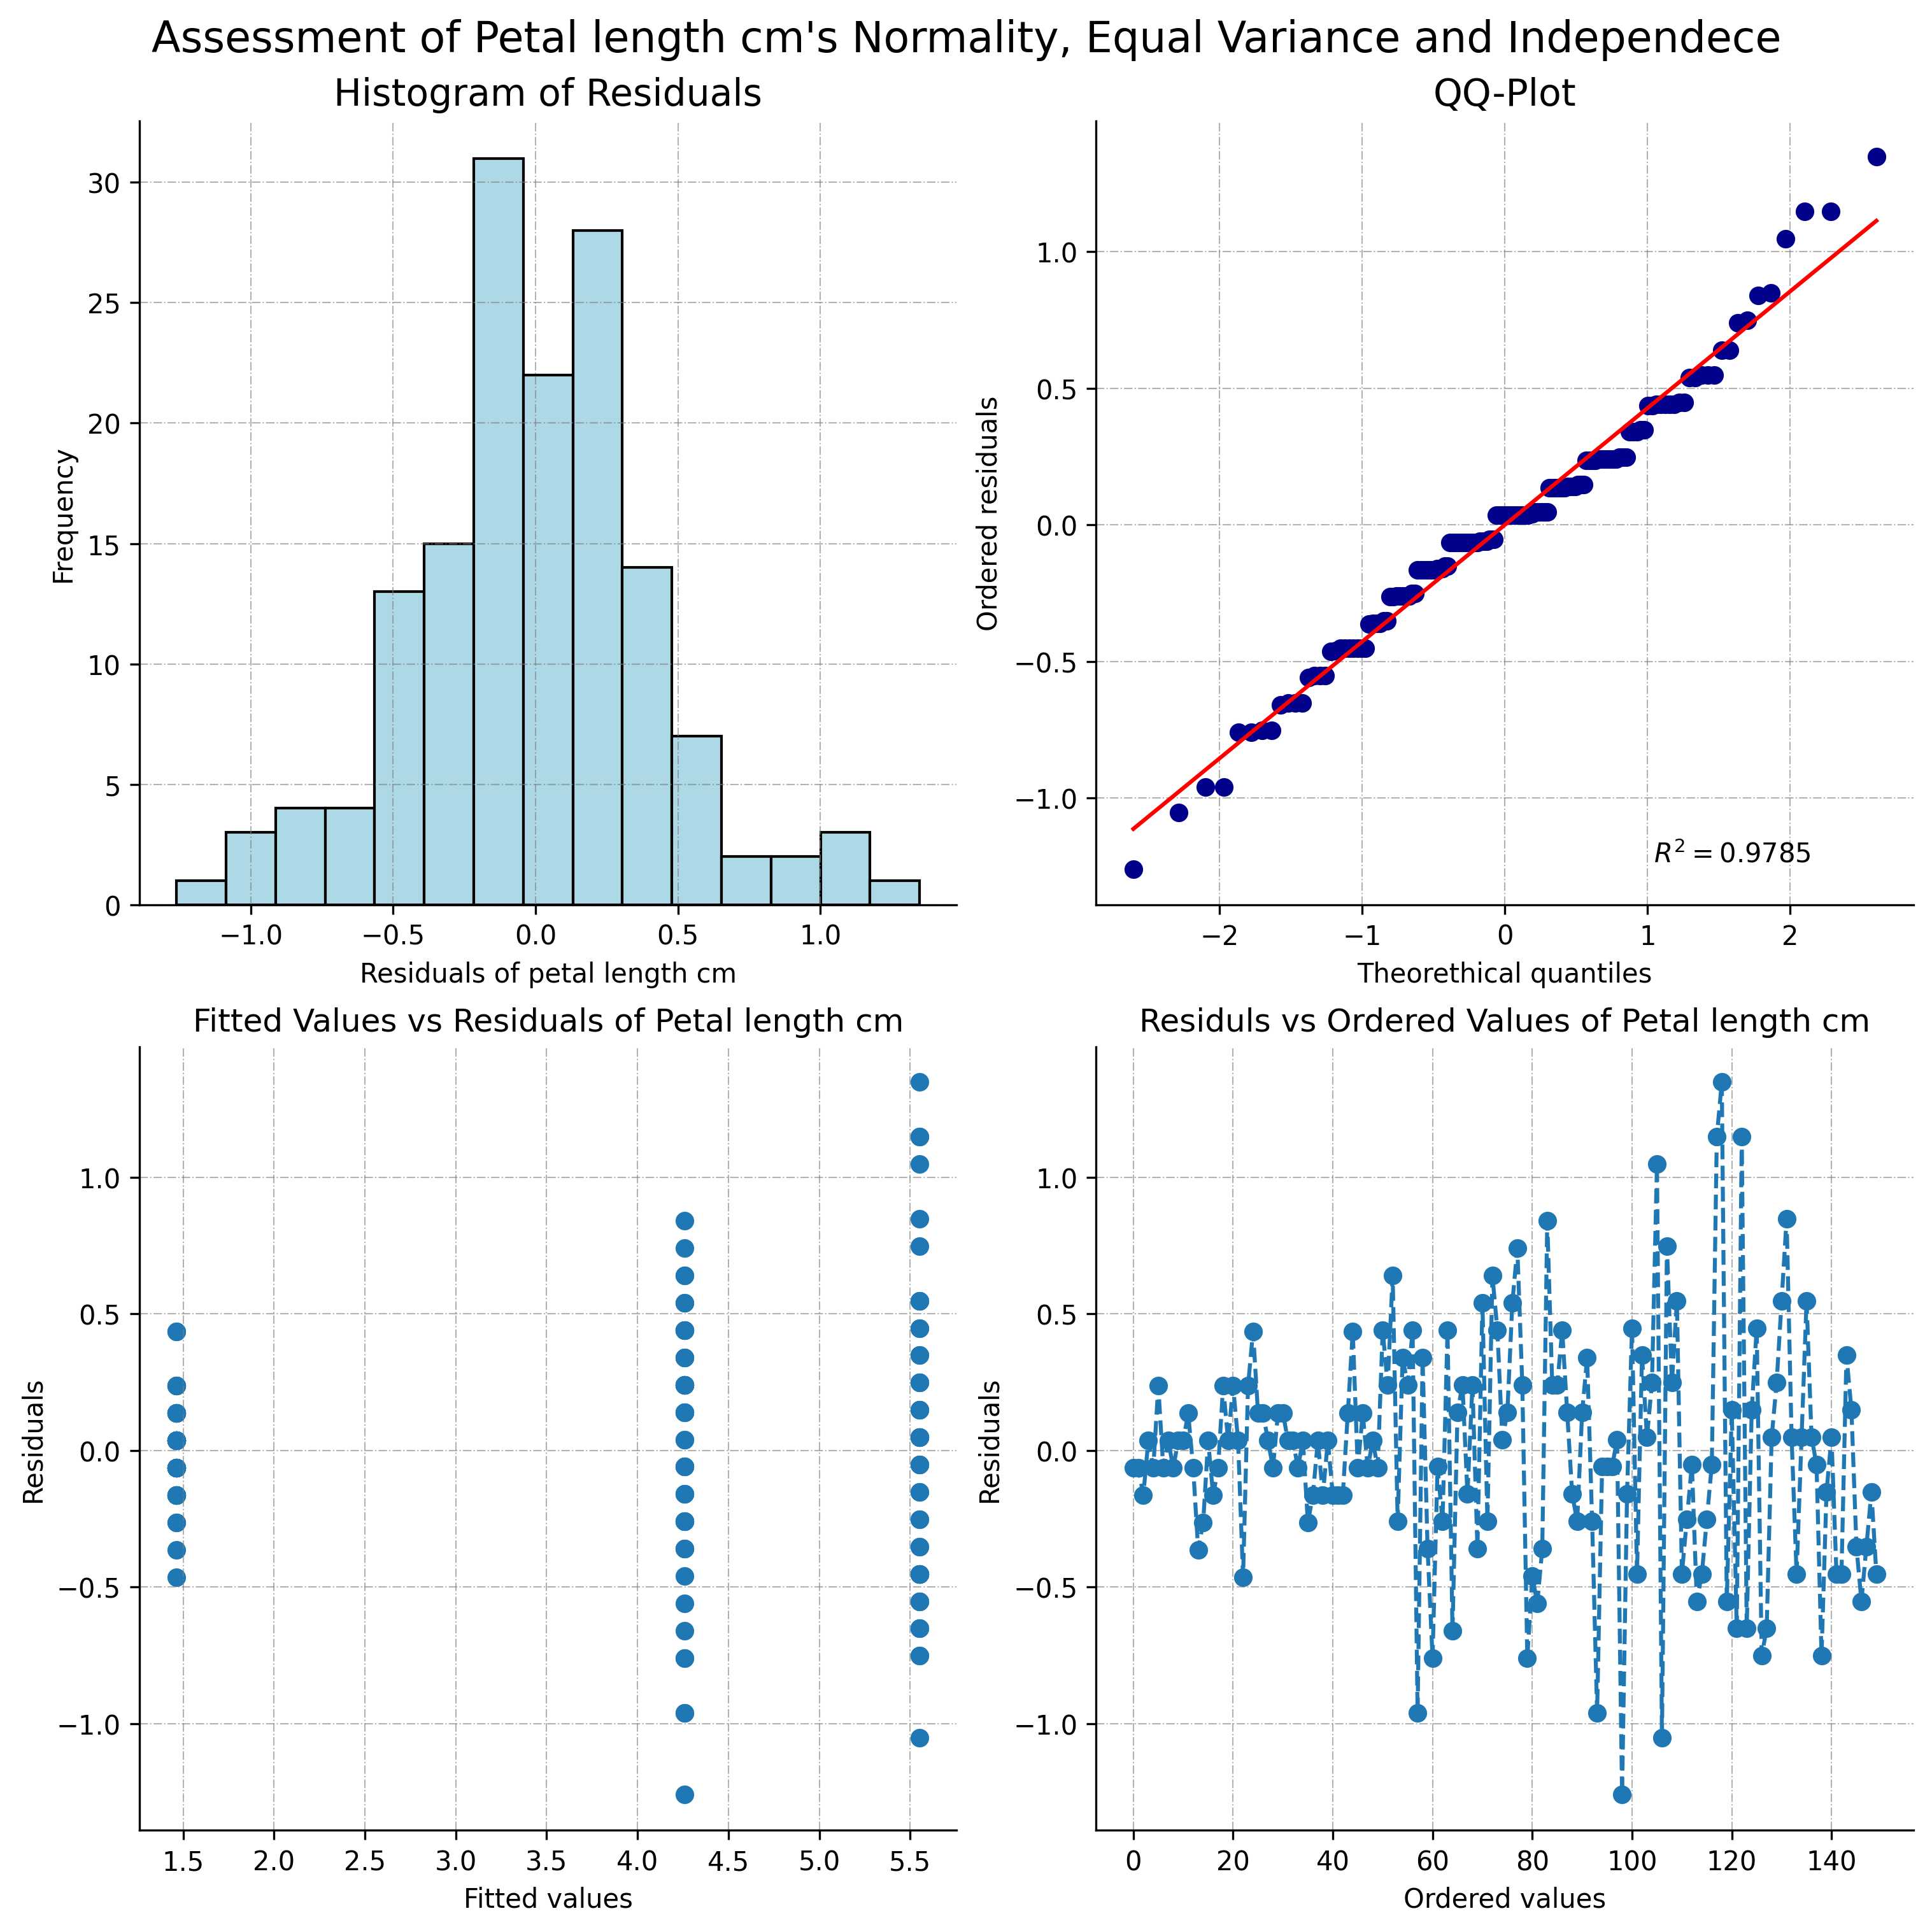 Assessment of Petal length cm's Normality, Equal Variance and Independece
Histogram of Residuals
30
25
20
15
10
5
0
Frequency
−1.0 −0.5 0.0 0.5 1.0
Residuals of petal length cm
QQ-Plot
1.0
0.5
0.0
−0.5
−1.0
Ordered residuals
R² = 0.9785
−2 −1 0 1 2
Theorethical quantiles
Fitted Values vs Residuals of Petal length cm
1.0
0.5
0.0
−0.5
−1.0
Residuals
1.5 2.0 2.5 3.0 3.5 4.0 4.5 5.0 5.5
Fitted values
Residuls vs Ordered Values of Petal length cm
1.0
0.5
0.0
−0.5
−1.0
Residuals
0 20 40 60 80 100 120 140
Ordered values